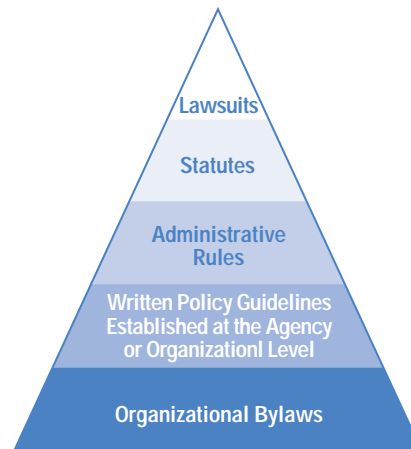 Lawsuits
Statutes
Administrative
Rules
Written Policy Guidelines
Established at the Agency
or Organizationl Level
Organizational Bylaws